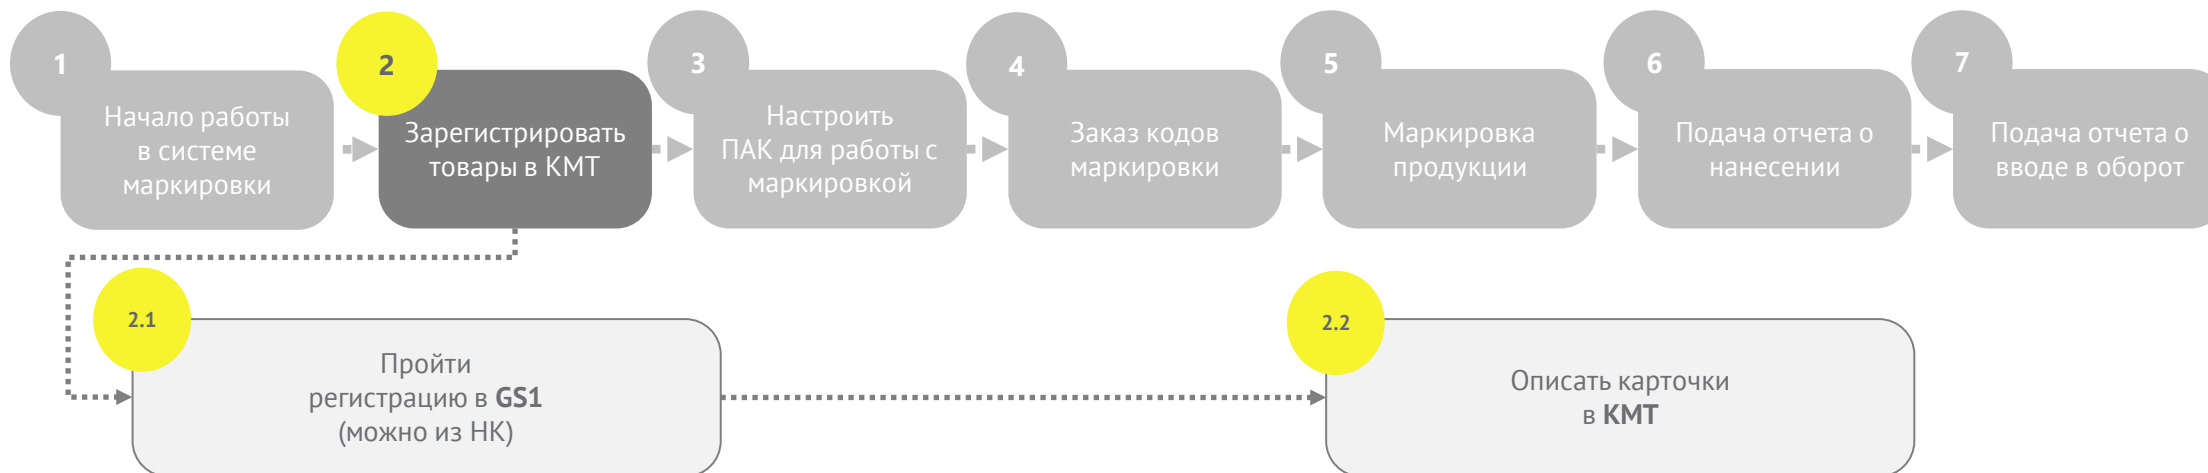 1
Начало работы
в системе
маркировки
2
Зарегистрировать
товары в КМТ
3
Настроить
ПАК для работы с
маркировкой
4
Заказ кодов
маркировки
5
Маркировка
продукции
6
Подача отчета о
нанесении
7
Подача отчета о
вводе в оборот
2.1
Пройти
регистрацию в GS1
(можно из НК)
2.2
Описать карточки
в КМТ